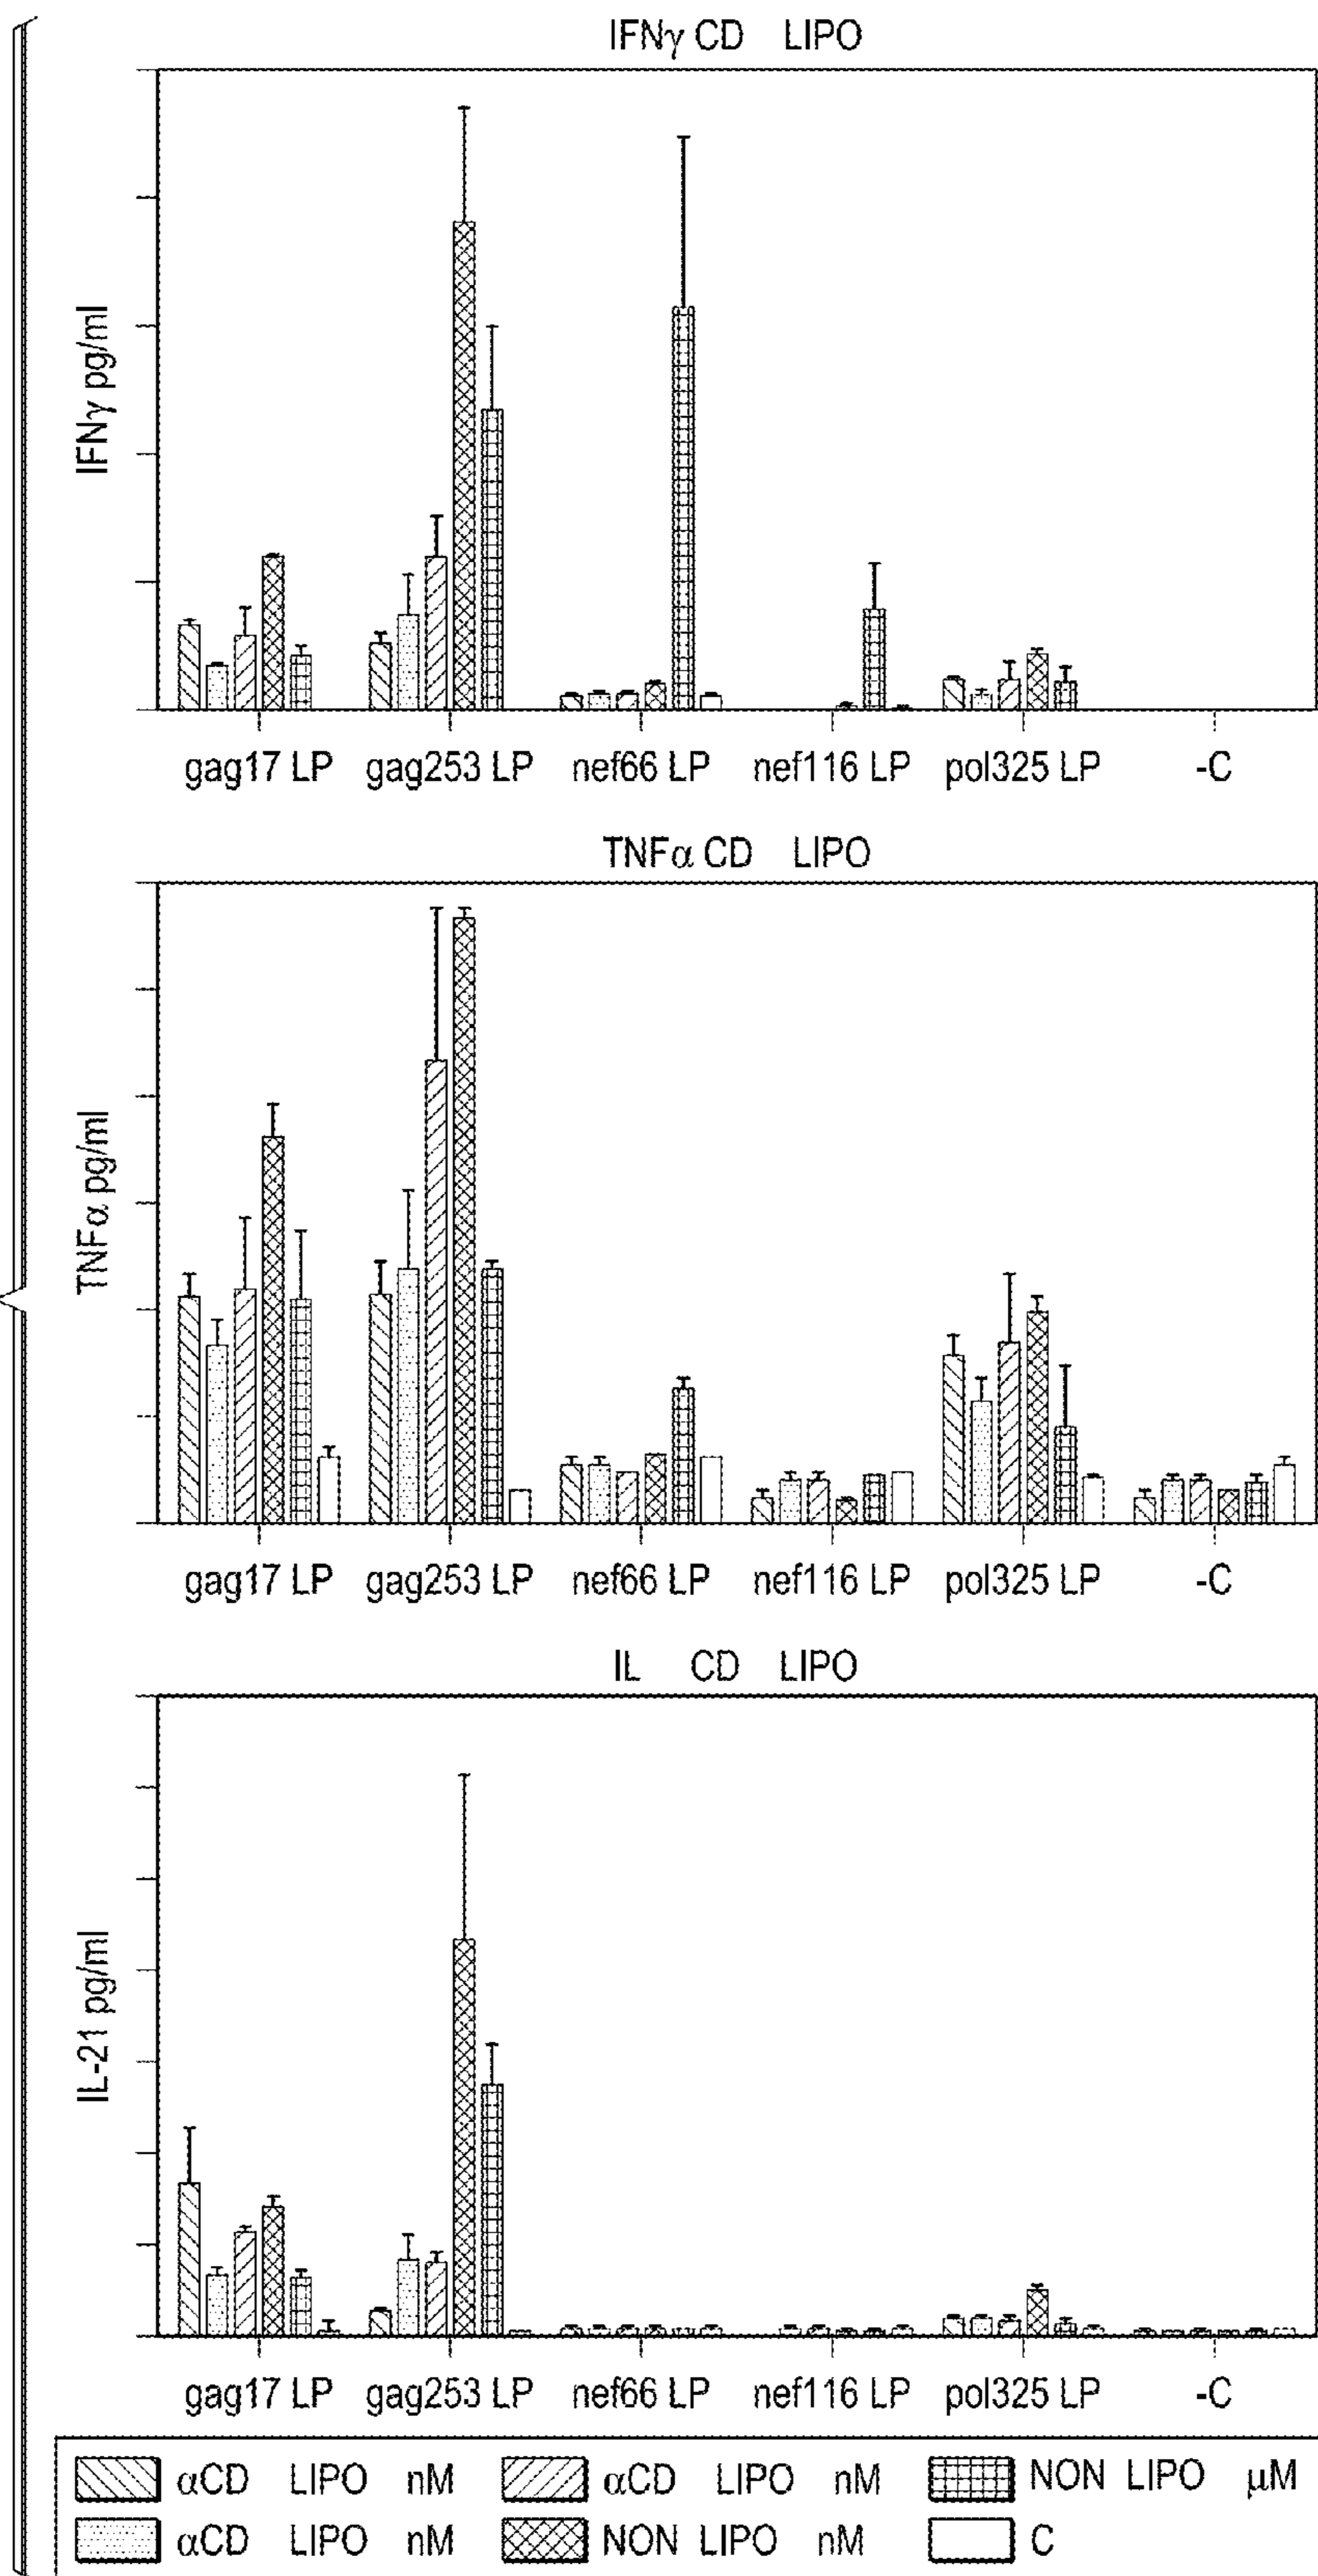 IFNγ CD LIPO
IFNγ pg/ml
gag17 LP gag253 LP nef66 LP nef116 LP pol325 LP -C
TNFα CD LIPO
TNFα pg/ml
gag17 LP gag253 LP nef66 LP nef116 LP pol325 LP -C
IL CD LIPO
IL-21 pg/ml
gag17 LP gag253 LP nef66 LP nef116 LP pol325 LP -C
αCD LIPO nM αCD LIPO nM NON LIPO μM
αCD LIPO nM NON LIPO nM C